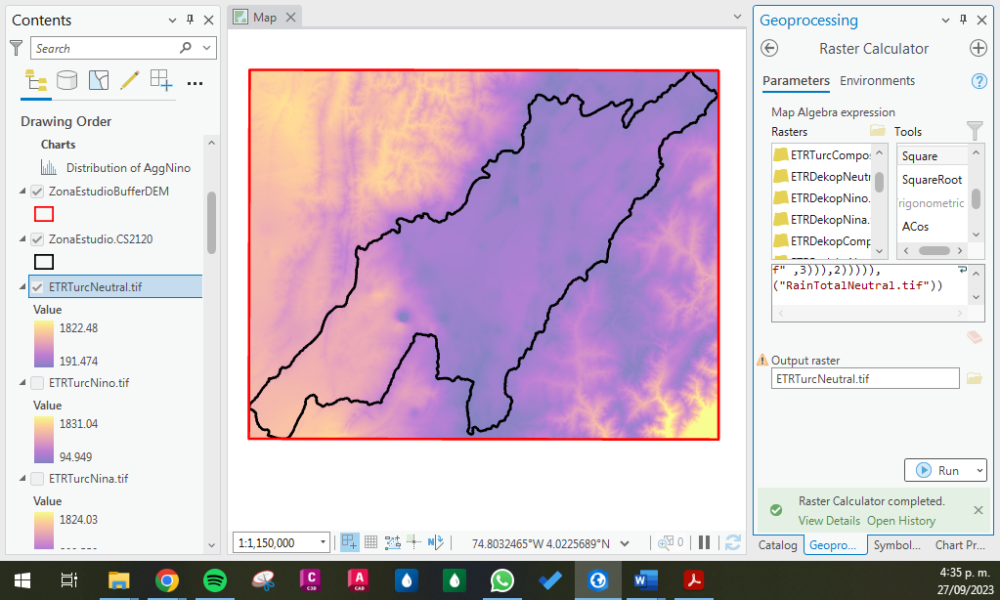 Contents
Search
Drawing Order
Charts
Distribution of AggNino
ZonaEstudioBufferDEM
ZonaEstudio.CS2120
ETRTurcNeutral.tif
Value
1822.48
191.474
ETRTurcNino.tif
Value
1831.04
94.949
ETRTurcNina.tif
Value
1824.03
Map
1:1,150,000
74.8032465°W 4.0225689°N
0
Geoprocessing
Raster Calculator
Parameters Environments
Map Algebra expression
Rasters Tools
ETRTurcCompo
ETRDekopNeutr
ETRDekopNino.
ETRDekopNina.
ETRDekopComp
Square
SquareRoot
rigonometric
ACos
f" ,3))),2))))),
("RainTotalNeutral.tif"))
Output raster
ETRTurcNeutral.tif
Run
Raster Calculator completed.
View Details Open History
Catalog Geopro... Symbol... Chart Pr...
C
C3D
A
CAD
W
4:35 p. m.
27/09/2023